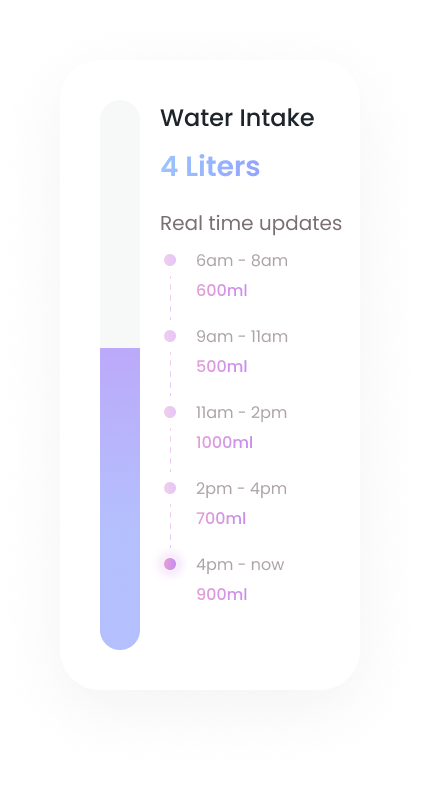 Water Intake
4 Liters
Real time updates
6am - 8am
600ml
9am - 11am
500ml
11am - 2pm
1000ml
2pm - 4pm
700ml
4pm - now
900ml